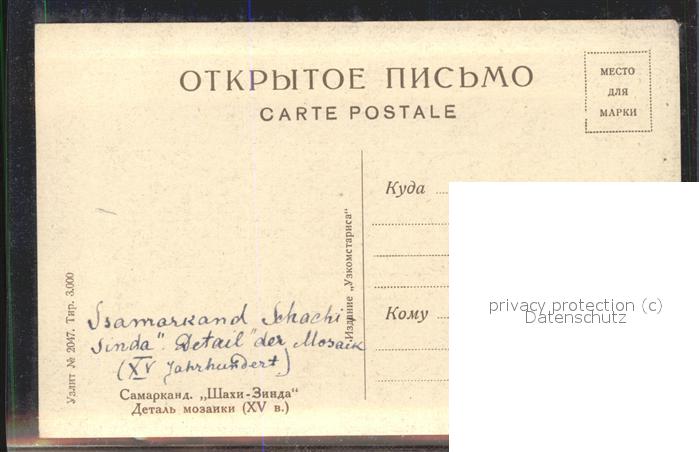 ОТКРЫТОЕ ПИСЬМО
CARTE POSTALE
МЕСТО
ДЛЯ
МАРКИ
Куда
Кому
Издание „Узкомстариса"
Узлит № 2047. Тир. 3.000
Ssamarkand Schachi
Sinda". Detail" der Mosaik
(XV Jahrhundert)
Самарканд. „Шахи-Зинда"
Деталь мозаики (XV в.)
privacy protection (c)
Datenschutz